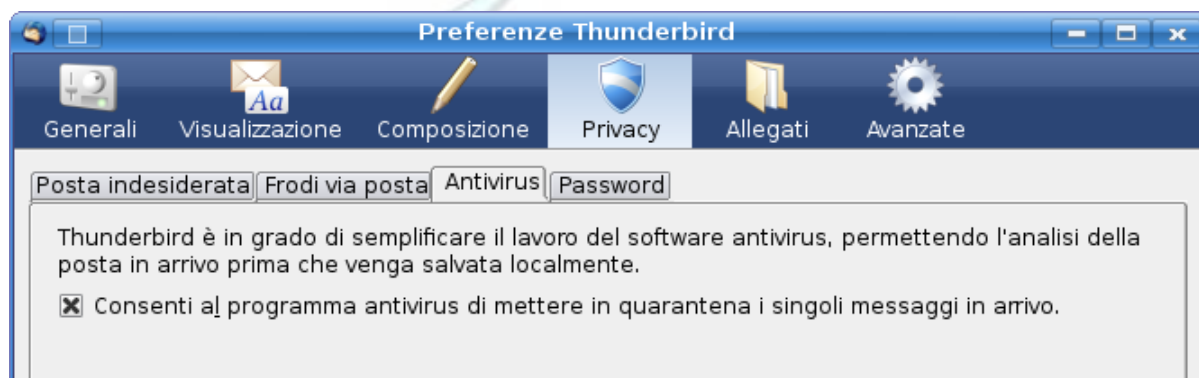 Preferenze Thunderbird
Aa
Generali Visualizzazione Composizione Privacy Allegati Avanzate
Posta indesiderata Frodi via posta Antivirus Password
Thunderbird è in grado di semplificare il lavoro del software antivirus, permettendo l'analisi della
posta in arrivo prima che venga salvata localmente.
Consenti al programma antivirus di mettere in quarantena i singoli messaggi in arrivo.